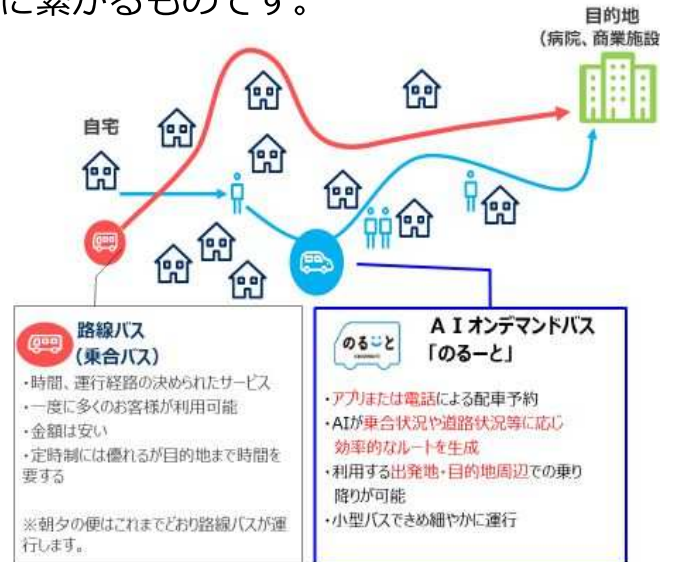 に繋がるものです。
目的地
(病院、商業施設
自宅
路線バス
(乗合バス)
・時間、運行経路の決められたサービス
・一度に多くのお客様が利用可能
・金額は安い
・定時制には優れるが目的地まで時間を
要する
※朝夕の便はこれまでどおり路線バスが運
行します。
のるーと
AIオンデマンドバス
「のるーと」
・アプリまたは電話による配車予約
・AIが乗合状況や道路状況等に応じ
効率的なルートを生成
・利用する出発地・目的地周辺での乗り
降りが可能
・小型バスできめ細やかに運行